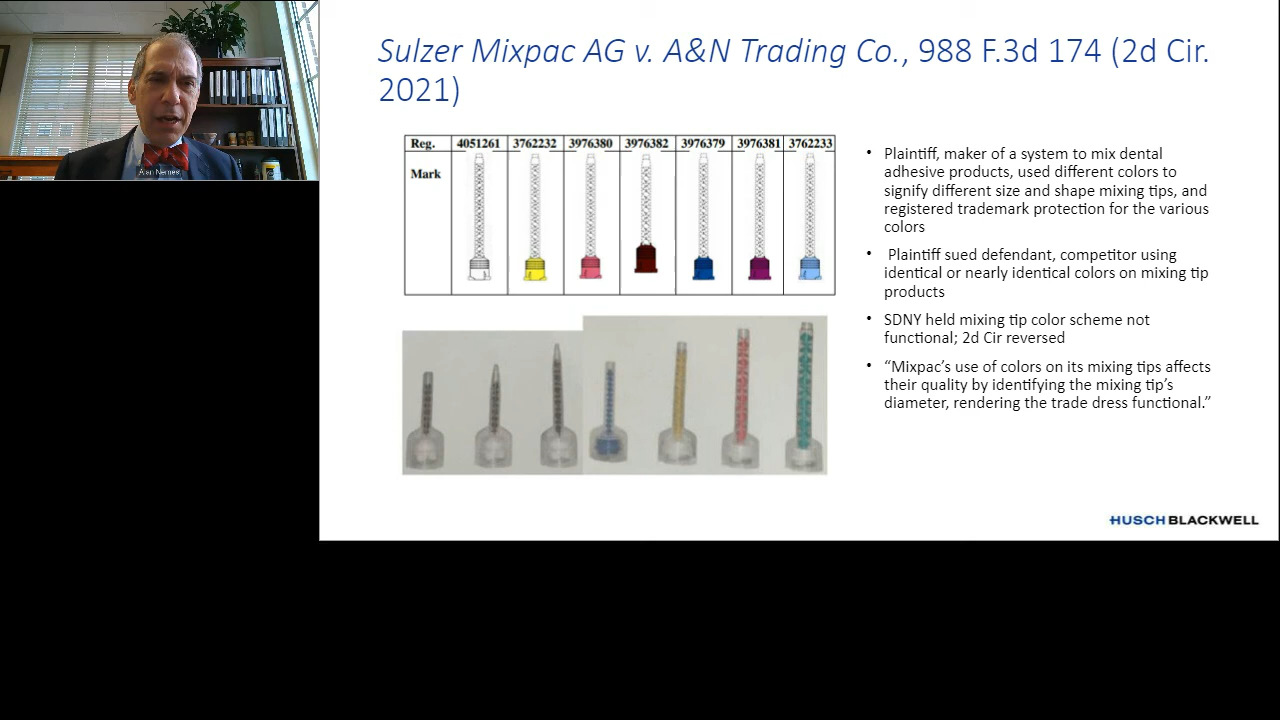 Sulzer Mixpac AG v. A&N Trading Co., 988 F.3d 174 (2d Cir.
2021)
Reg. 4051261 3762232 3976380 3976382 3976379 3976381 3762233
Mark
• Plaintiff, maker of a system to mix dental
adhesive products, used different colors to
signify different size and shape mixing tips, and
registered trademark protection for the various
colors
• Plaintiff sued defendant, competitor using
identical or nearly identical colors on mixing tip
products
• SDNY held mixing tip color scheme not
functional; 2d Cir reversed
• “Mixpac’s use of colors on its mixing tips affects
their quality by identifying the mixing tip’s
diameter, rendering the trade dress functional.”
HUSCH BLACKWELL